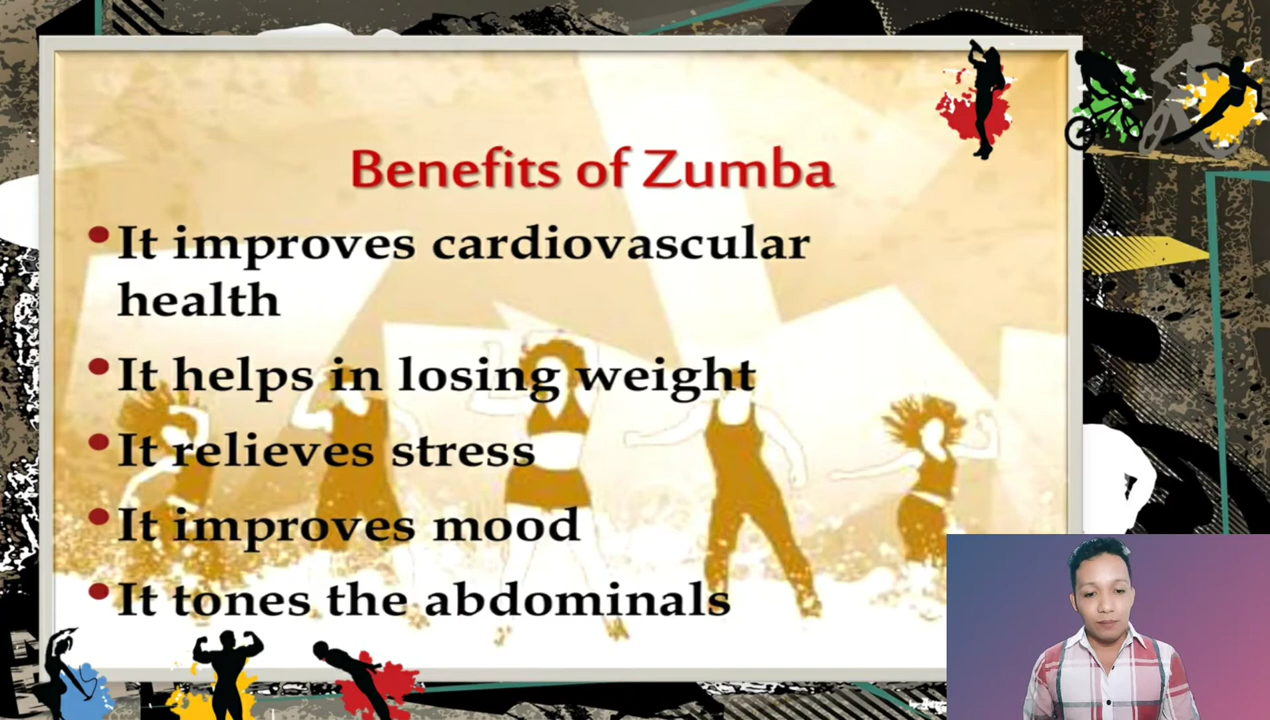 Benefits of Zumba
•It improves cardiovascular
health
•It helps in losing weight
•It relieves stress
•It improves mood
•It tones the abdominals